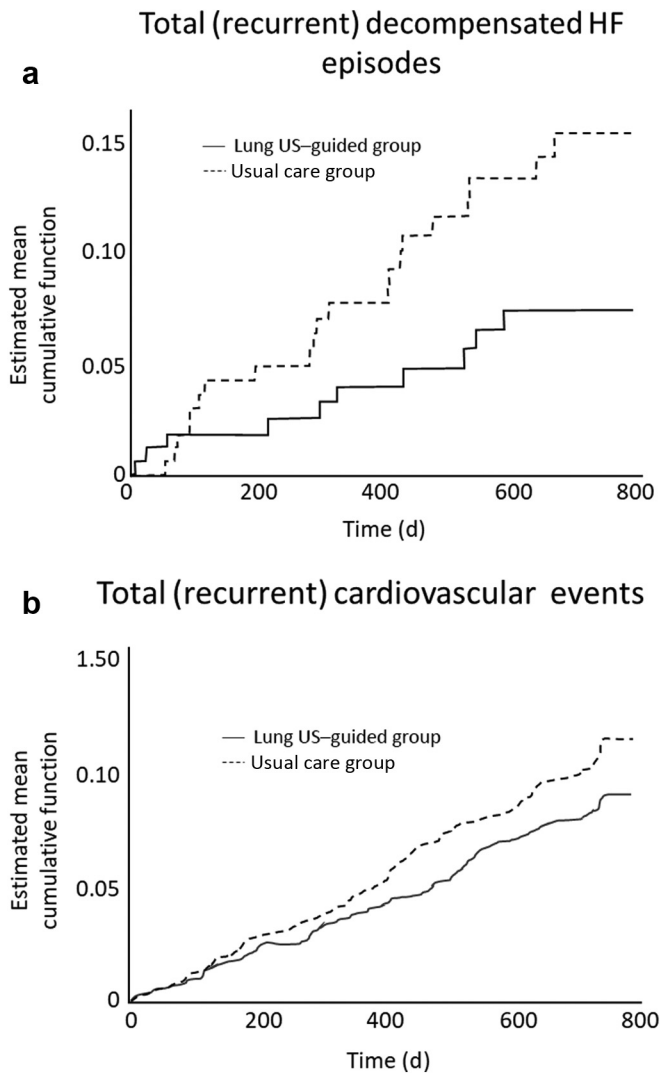 Total (recurrent) decompensated HF
episodes
a
0.15
0.10
0.05
0
Estimated mean
cumulative function
Lung US–guided group
Usual care group
0
200
400
600
800
Time (d)
b
Total (recurrent) cardiovascular events
1.50
0.10
0.05
0
Estimated mean
cumulative function
Lung US–guided group
Usual care group
0
200
400
600
800
Time (d)